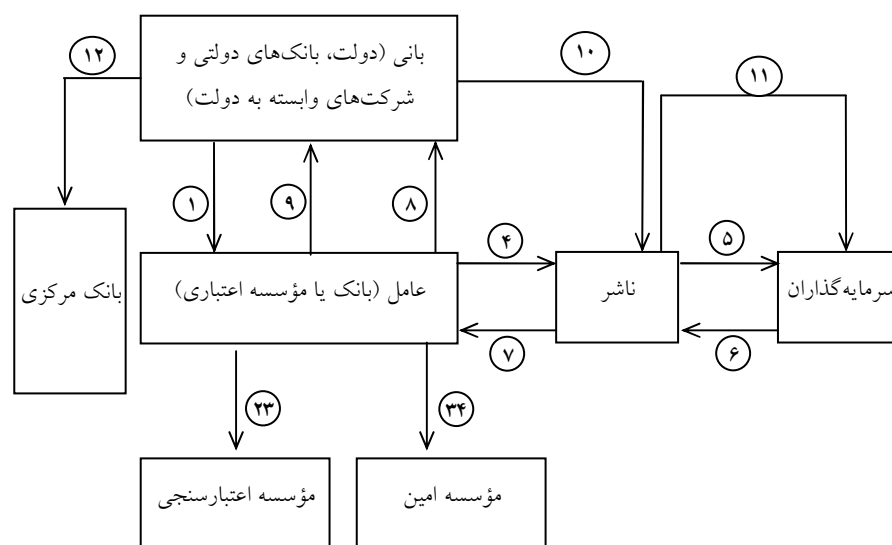 ۱۲
بانی (دولت، بانک‌های دولتی و
شرکت‌های وابسته به دولت)
۱۰
۱۱
۱
۹
۸
۴
۵
بانک مرکزی
عامل (بانک یا مؤسسه اعتباری)
ناشر
سرمایه‌گذاران
۷
۶
۲۳
۳۴
مؤسسه اعتبارسنجی
مؤسسه امین